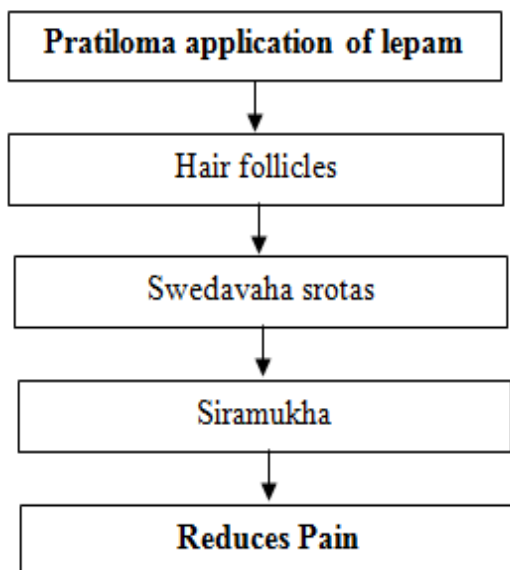 Pratiloma application of lepam
Hair follicles
Swedavaha srotas
Siramukha
Reduces Pain